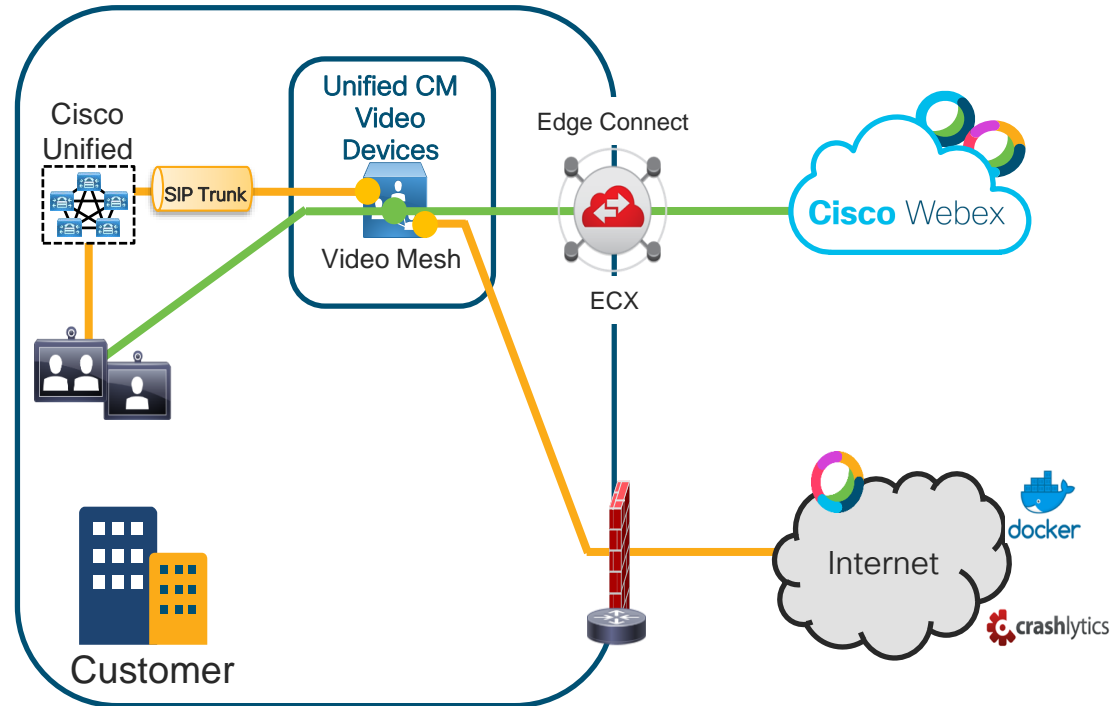 Unified CM
Video
Devices
Cisco
Unified
SIP Trunk
Video Mesh
Edge Connect
ECX
Cisco Webex
Internet
docker
crashlytics
Customer